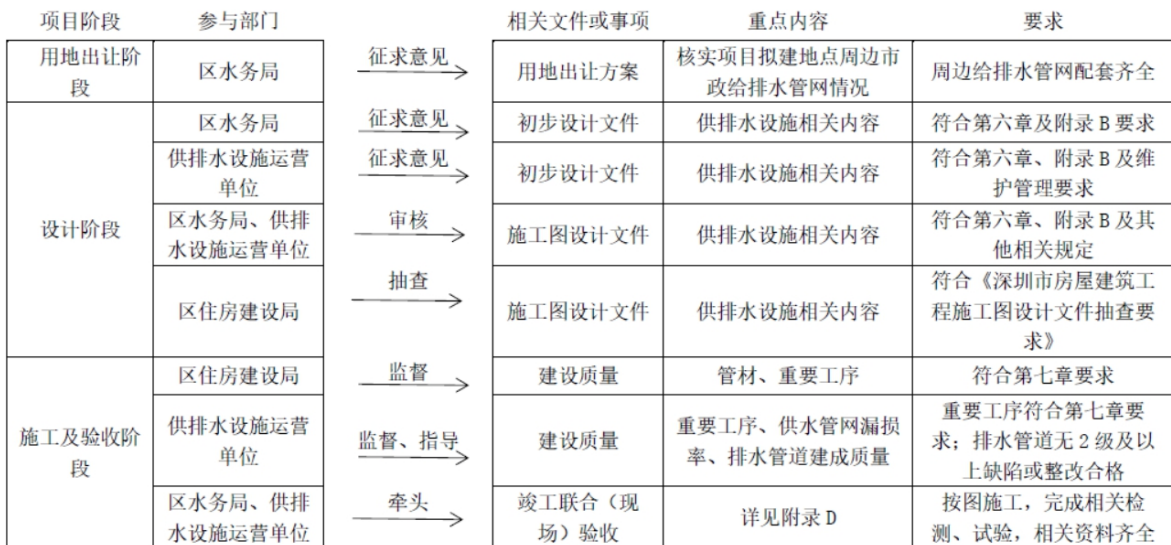 项目阶段 参与部门 相关文件或事项 重点内容 要求
用地出让阶
段
区水务局
征求意见
用地出让方案
核实项目拟建地点周边市
政给排水管网情况
周边给排水管网配套齐全
设计阶段
区水务局
征求意见
初步设计文件
供排水设施相关内容
符合第六章及附录 B 要求
供排水设施运营
单位
征求意见
初步设计文件
供排水设施相关内容
符合第六章、附录 B 及维
护管理要求
区水务局、供排
水设施运营单位
审核
施工图设计文件
供排水设施相关内容
符合第六章、附录 B 及其
他相关规定
区住房建设局
抽查
施工图设计文件
供排水设施相关内容
符合《深圳市房屋建筑工
程施工图设计文件抽查要
求》
施工及验收阶
段
区住房建设局
监督
建设质量
管材、重要工序
符合第七章要求
供排水设施运营
单位
监督、指导
建设质量
重要工序、供水管网漏损
率、排水管道建成质量
重要工序符合第七章要
求；排水管道无 2 级及以
上缺陷或整改合格
区水务局、供排
水设施运营单位
牵头
竣工联合（现
场）验收
详见附录 D
按图施工，完成相关检
测、试验，相关资料齐全